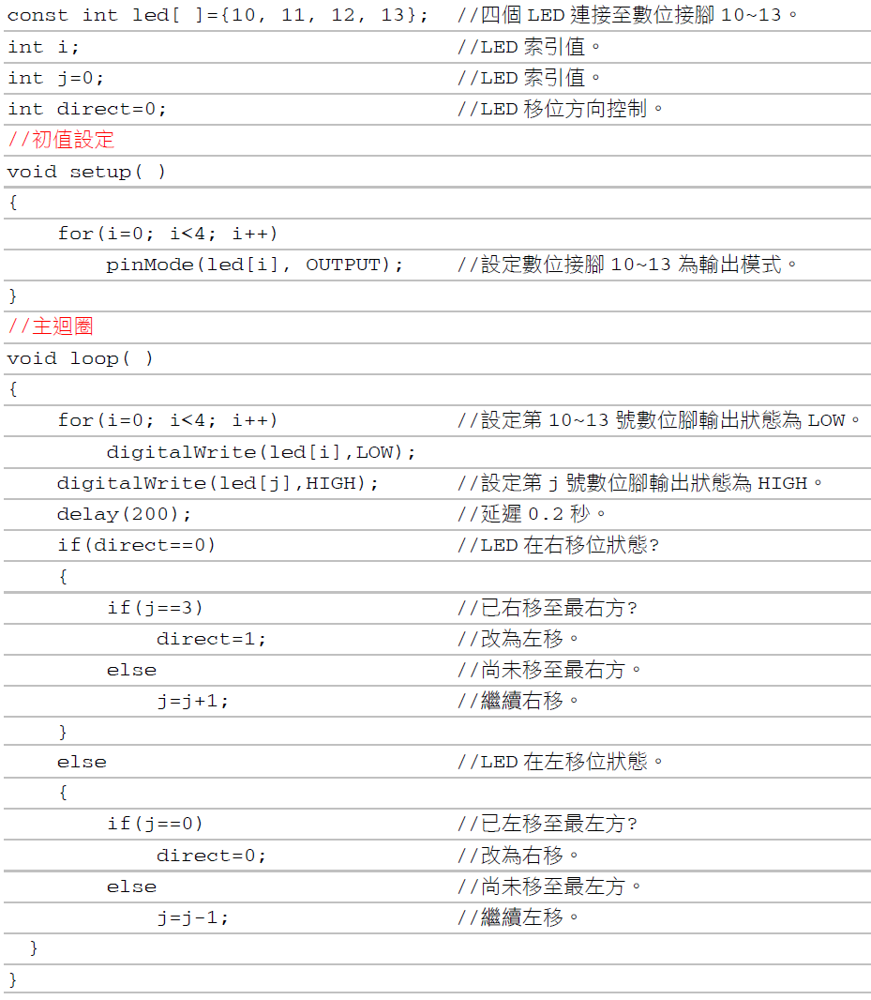 const int led[ ]={10, 11, 12, 13}; //四個 LED 連接至數位接腳 10~13。
int i; //LED 索引值。
int j=0; //LED 索引值。
int direct=0; //LED 移位方向控制。
//初值設定
void setup( )
{
for(i=0; i<4; i++)
pinMode(led[i], OUTPUT); //設定數位接腳 10~13 為輸出模式。
}
//主迴圈
void loop( )
{
for(i=0; i<4; i++) //設定第 10~13 號數位腳輸出狀態為 LOW。
digitalWrite(led[i],LOW);
digitalWrite(led[j],HIGH); //設定第 j 號數位腳輸出狀態為 HIGH。
delay(200); //延遲 0.2 秒。
if(direct==0) //LED 在右移位狀態?
{
if(j==3) //已右移至最右方?
direct=1; //改為左移。
else //尚未移至最右方。
j=j+1; //繼續右移。
}
else //LED 在左移位狀態。
{
if(j==0) //已左移至最左方?
direct=0; //改為右移。
else //尚未移至最左方。
j=j-1; //繼續左移。
}
}